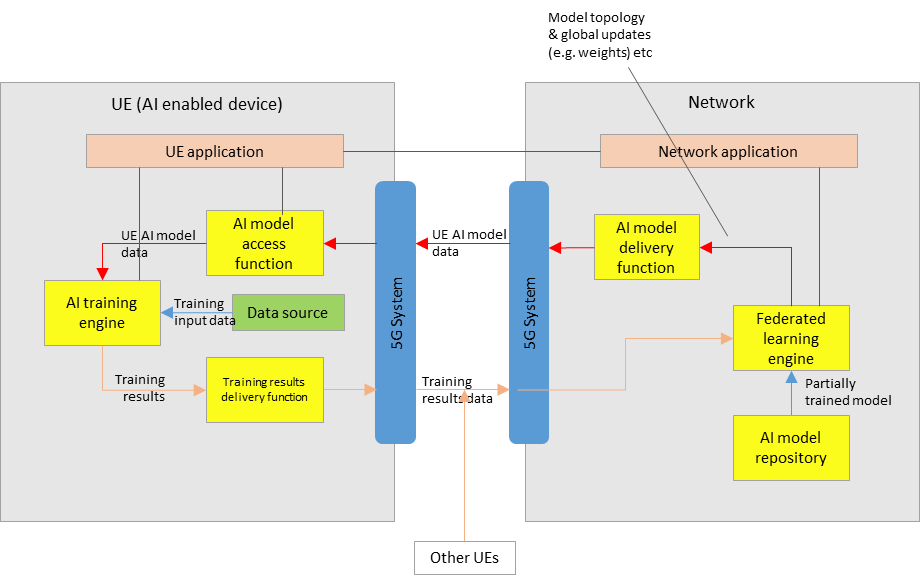 Model topology
& global updates
(e.g. weights) etc
UE (AI enabled device)
Network
UE application
Network application
AI model
access
function
UE AI model
data
UE AI model
data
AI model
delivery
function
AI training
engine
Training
input data
Data source
5G System
5G System
Federated
learning
engine
Training
results
Training results
delivery function
Training
results data
Partially
trained model
AI model
repository
Other UEs